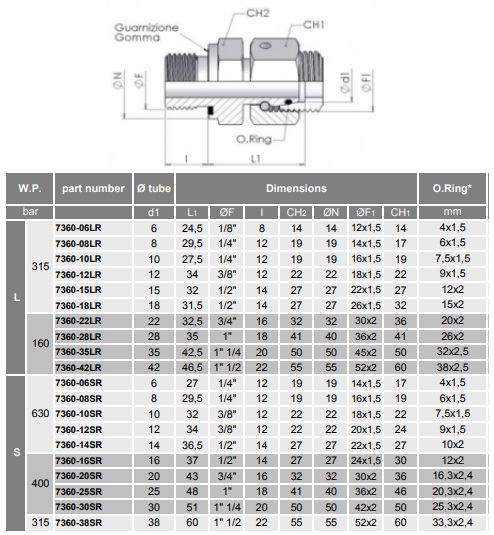 CH2
Guarnizione
Gomma
CH1
ØN
ØF
Ød1
ØF1
O.Ring
I
L1
W.P. part number Ø tube Dimensions O.Ring*
bar d1 L1 ØF I CH2 ØN ØF1 CH1 mm
7360-06LR 6 24,5 1/8" 8 14 14 12x1,5 14 4x1,5
7360-08LR 8 29,5 1/4" 12 19 19 14x1,5 17 6x1,5
7360-10LR 10 27,5 1/4" 12 19 19 16x1,5 19 7,5x1,5
315 7360-12LR 12 34 3/8" 12 22 22 18x1,5 22 9x1,5
7360-15LR 15 32 1/2" 14 27 27 22x1,5 27 12x2
L 7360-18LR 18 31,5 1/2" 14 27 27 26x1,5 32 15x2
7360-22LR 22 32,5 3/4" 16 32 32 30x2 36 20x2
160 7360-28LR 28 35 1" 18 41 40 36x2 41 26x2
7360-35LR 35 42,5 1" 1/4 20 50 50 45x2 50 32x2,5
7360-42LR 42 46,5 1" 1/2 22 55 55 52x2 60 38x2,5
7360-06SR 6 27 1/4" 12 19 19 14x1,5 17 4x1,5
7360-08SR 8 29,5 1/4" 12 19 19 16x1,5 19 6x1,5
630 7360-10SR 10 32 3/8" 12 22 22 18x1,5 22 7,5x1,5
7360-12SR 12 34 3/8" 12 22 22 20x1,5 24 9x1,5
S 7360-14SR 14 36,5 1/2" 14 27 27 22x1,5 27 10x2
7360-16SR 16 37 1/2" 14 27 27 24x1,5 30 12x2
7360-20SR 20 43 3/4" 16 32 32 30x2 36 16,3x2,4
400 7360-25SR 25 48 1" 18 41 40 36x2 46 20,3x2,4
7360-30SR 30 51 1" 1/4 20 50 50 42x2 50 25,3x2,4
315 7360-38SR 38 60 1" 1/2 22 55 55 52x2 60 33,3x2,4